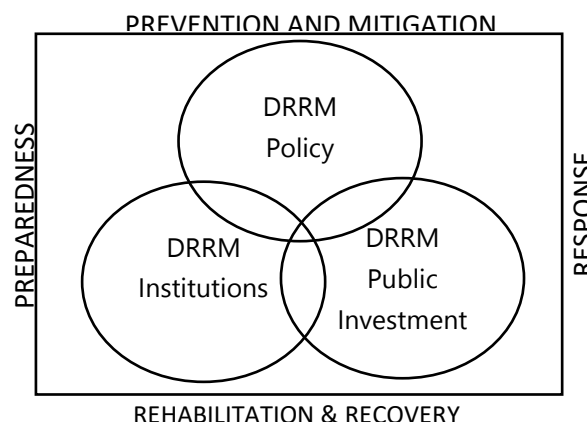 PREVENTION AND MITIGATION
DRRM
Policy
PREPAREDNESS
RESPONSE
DRRM
Institutions
DRRM
Public
Investment
REHABILITATION & RECOVERY